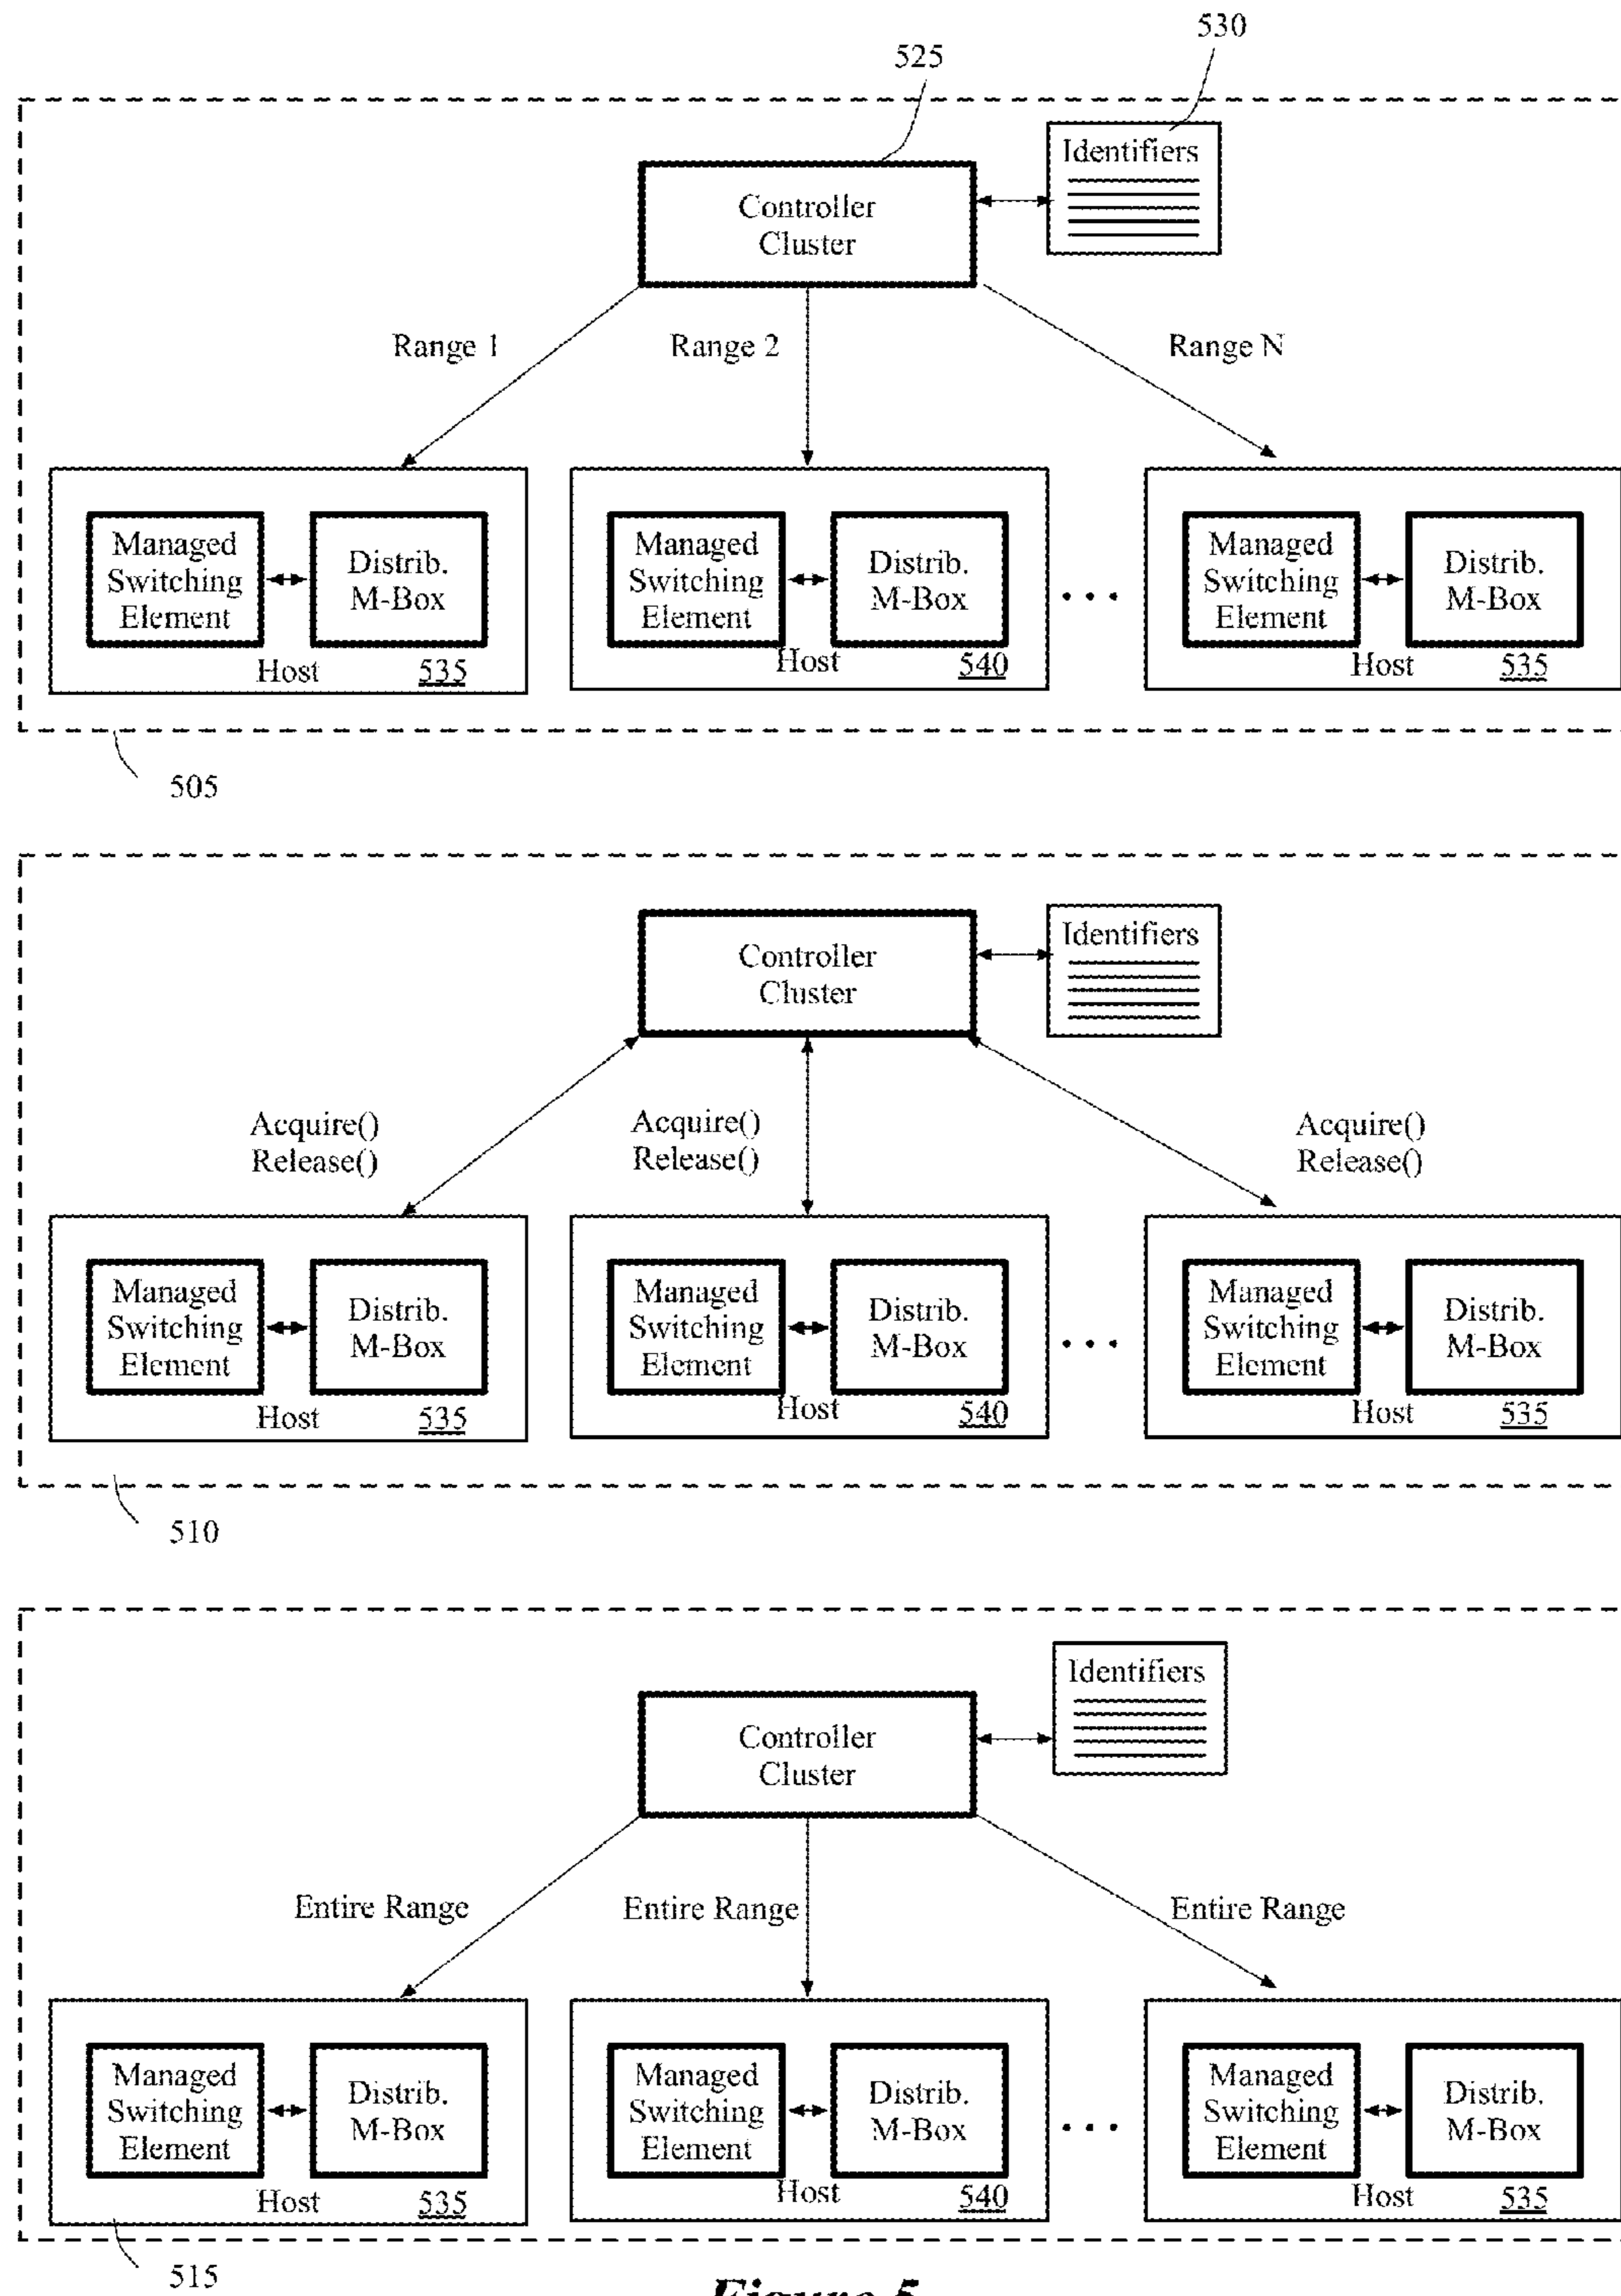 530
525
Identifiers
Controller
Cluster
Range 1
Range 2
Range N
Managed
Switching
Element
Distrib.
M-Box
Host 535
Managed
Switching
Element
Distrib.
M-Box
Host 540
...
Managed
Switching
Element
Distrib.
M-Box
Host 535
505
Identifiers
Controller
Cluster
Acquire()
Release()
Acquire()
Release()
Acquire()
Release()
Managed
Switching
Element
Distrib.
M-Box
Host 535
Managed
Switching
Element
Distrib.
M-Box
Host 540
...
Managed
Switching
Element
Distrib.
M-Box
Host 535
510
Identifiers
Controller
Cluster
Entire Range
Entire Range
Entire Range
Managed
Switching
Element
Distrib.
M-Box
Host 535
Managed
Switching
Element
Distrib.
M-Box
Host 540
...
Managed
Switching
Element
Distrib.
M-Box
Host 535
515
Figure 5